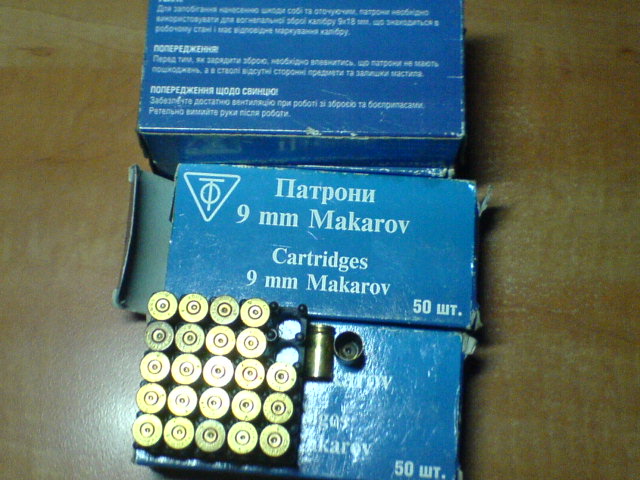 Для запобігання нанесенню шкоди собі та оточуючим, патрони необхідно
використовувати для вогнепальної зброї калібру 9х18 мм, що знаходиться в
робочому стані і має відповідне маркування калібру.
ПОПЕРЕДЖЕННЯ!
Перед тим, як зарядити зброю, необхідно впевнитись, що патрони не мають
пошкоджень, а в стволі відсутні сторонні предмети та залишки мастила.
ПОПЕРЕДЖЕННЯ ЩОДО СВИНЦЮ!
Забезпечте достатню вентиляцію при роботі зі зброєю та боєприпасами.
Ретельно вимийте руки після роботи.
Патрони
9 mm Makarov
Cartridges
9 mm Makarov
50 шт.
karov
ges
akarov
50 шт.